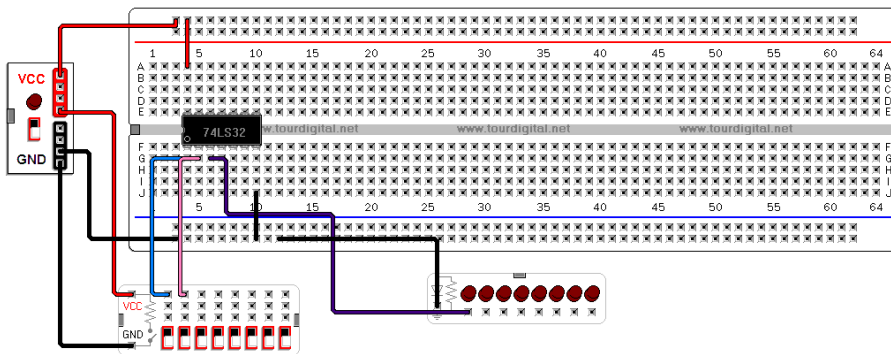 1 5 10 15 20 25 30 35 40 45 50 55 60 64
A A
B B
C C
D D
E E
VCC
74LS32
www.tourdigital.net www.tourdigital.net www.tourdigital.net
GND
F F
G G
H H
I I
J J
1 5 10 15 20 25 30 35 40 45 50 55 60 64
VCC
GND